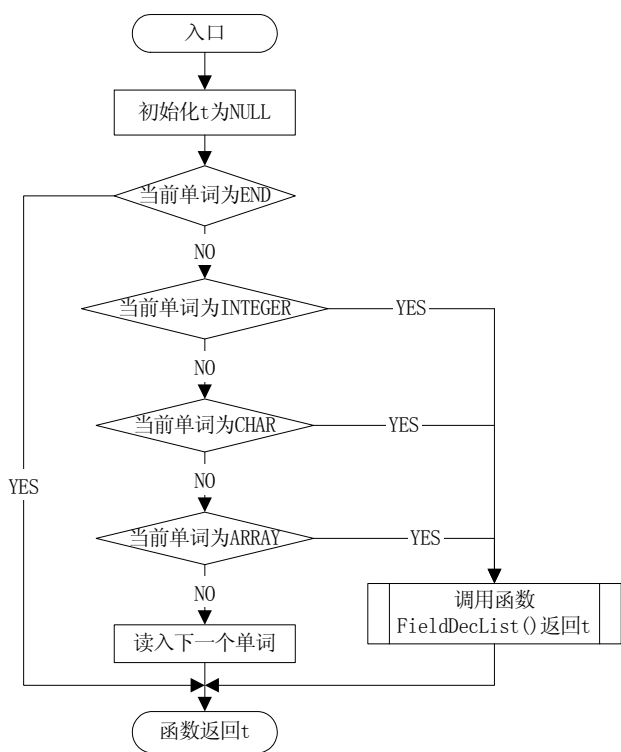 入口
初始化t为NULL
当前单词为END
NO
当前单词为INTEGER
YES
NO
当前单词为CHAR
YES
NO
YES
当前单词为ARRAY
YES
NO
调用函数
FieldDecList()返回t
读入下一个单词
函数返回t